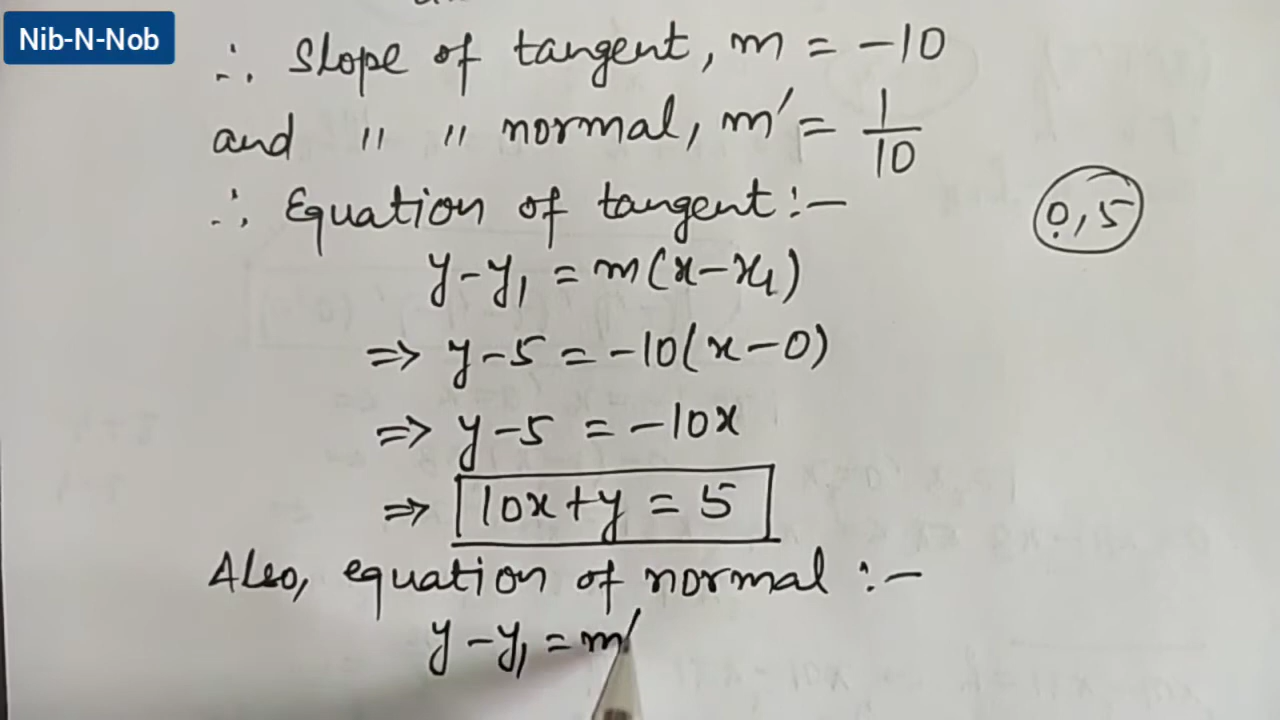 Nib-N-Nob
∴ Slope of tangent, m = -10
and " " normal, m' = 1/10
∴ Equation of tangent :-
0, 5
y - y₁ = m(x - x₁)
⇒ y - 5 = -10(x - 0)
⇒ y - 5 = -10x
⇒ 10x + y = 5
Also, equation of normal :-
y - y₁ = m'